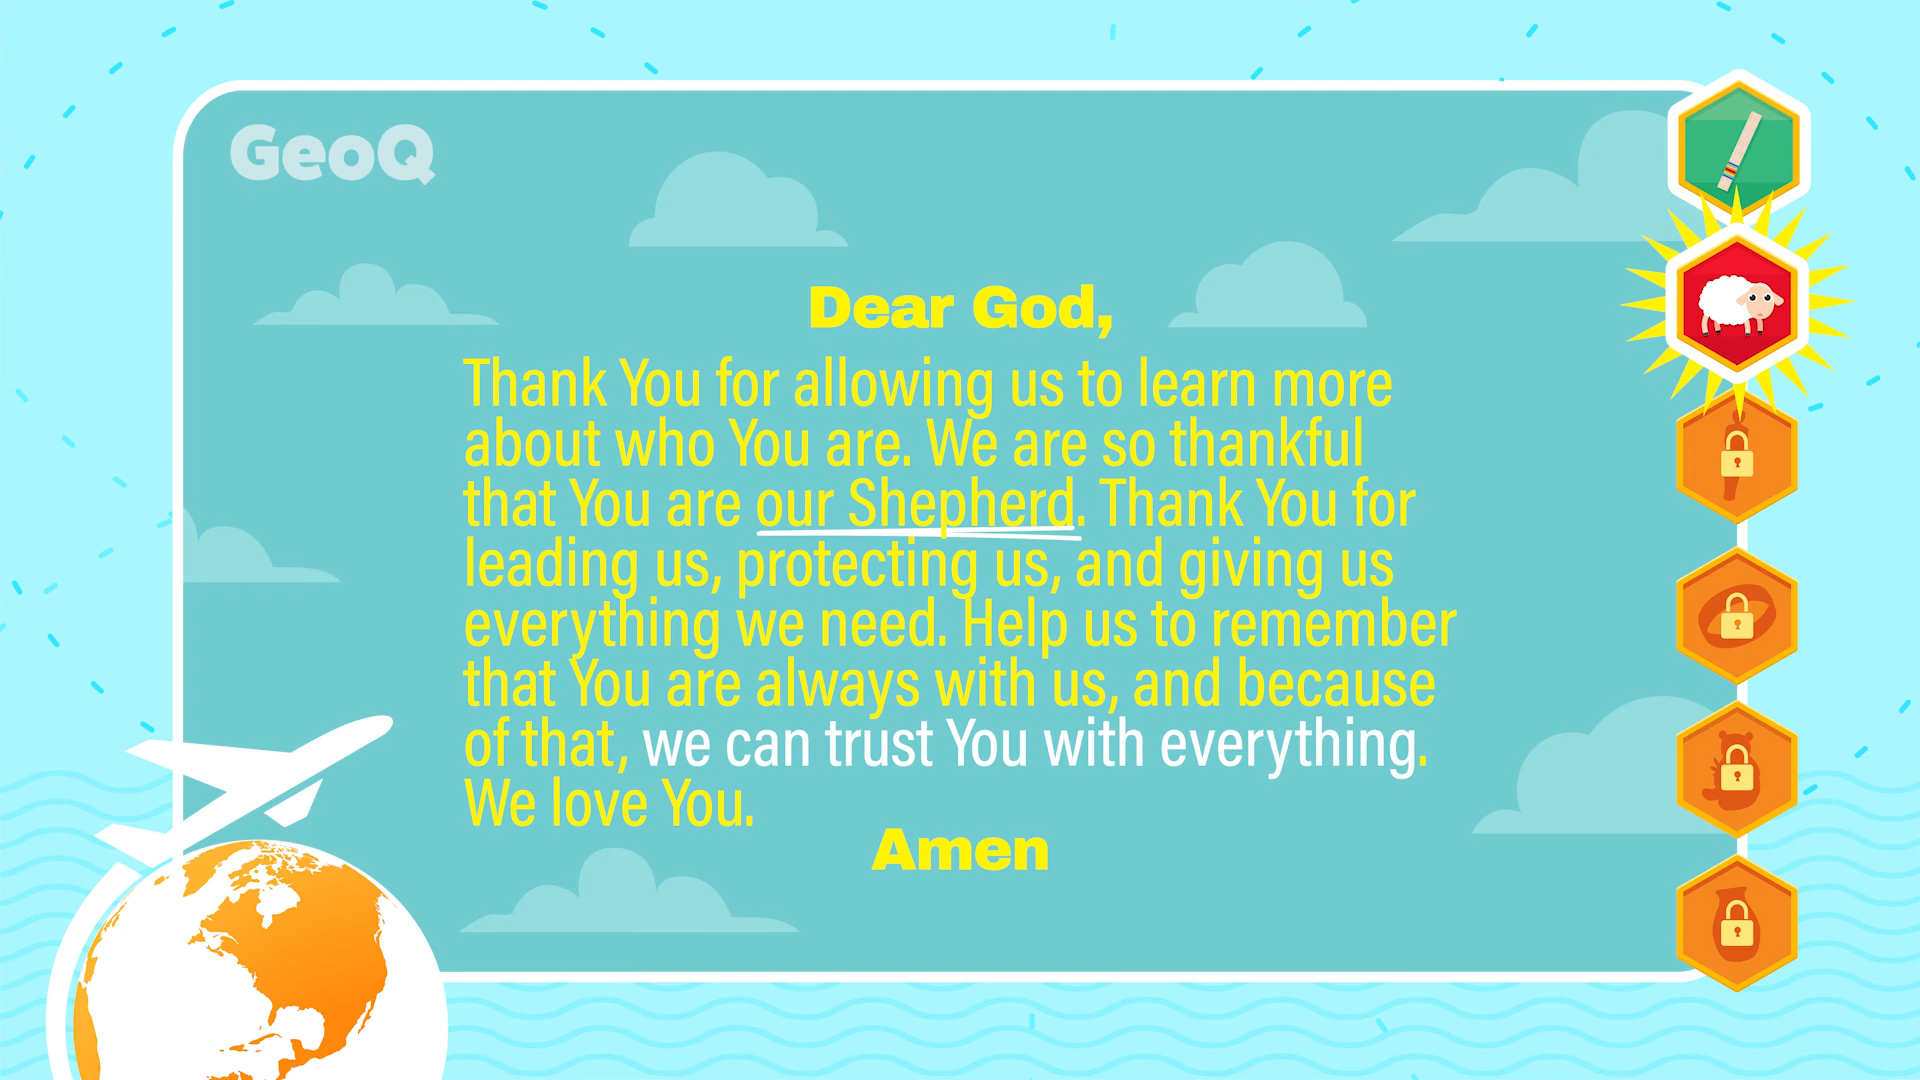 GeoQ
Dear God,
Thank You for allowing us to learn more
about who You are. We are so thankful
that You are our Shepherd. Thank You for
leading us, protecting us, and giving us
everything we need. Help us to remember
that You are always with us, and because
of that, we can trust You with everything.
We love You.
Amen